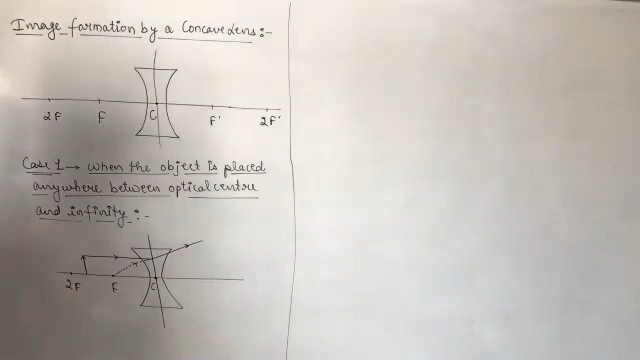 Image formation by a Concave Lens:-
2F F C F' 2F'
Case 1 → when the object is placed
anywhere between optical centre
and infinity :-
2F F C